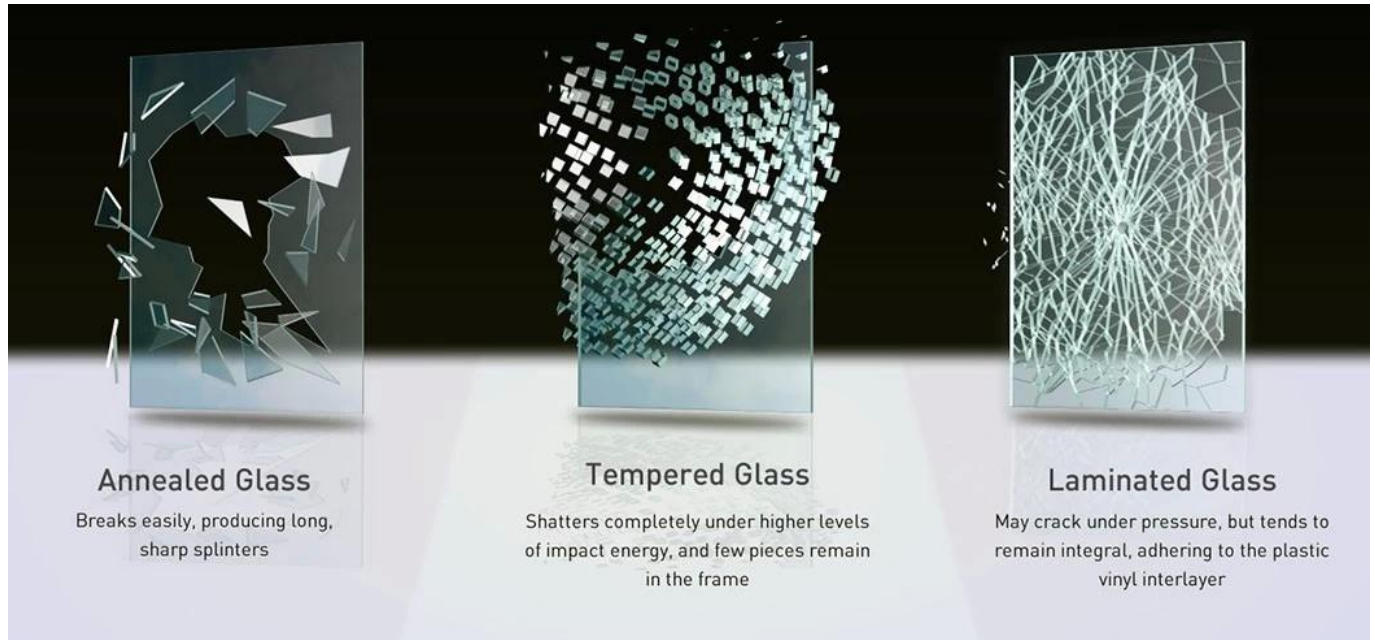 Annealed Glass
Breaks easily, producing long,
sharp splinters
Tempered Glass
Shatters completely under higher levels
of impact energy, and few pieces remain
in the frame
Laminated Glass
May crack under pressure, but tends to
remain integral, adhering to the plastic
vinyl interlayer